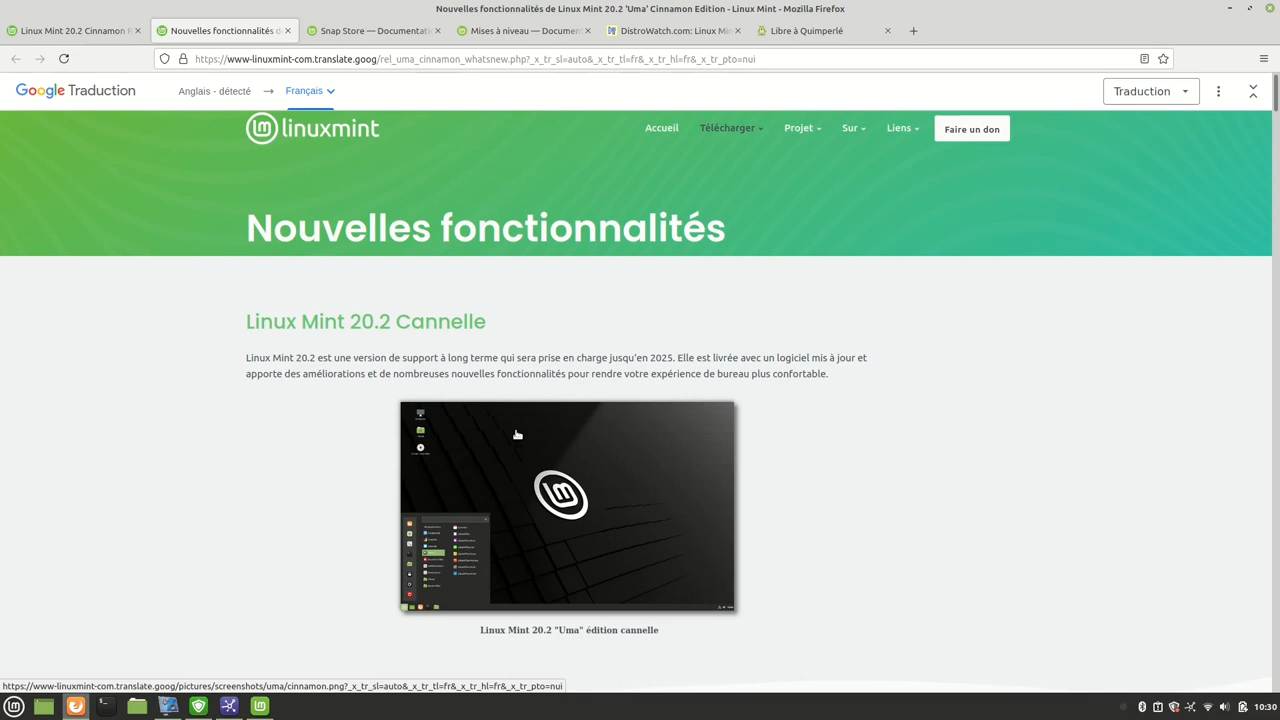 Nouvelles fonctionnalités de Linux Mint 20.2 'Uma' Cinnamon Edition - Linux Mint - Mozilla Firefox
Linux Mint 20.2 Cinnamon
Nouvelles fonctionnalités
Snap Store — Documentati
Mises à niveau — Documen
DistroWatch.com: Linux Mi
Libre à Quimperlé
https://www-linuxmint-com.translate.goog/rel_uma_cinnamon_whatsnew.php?_x_tr_sl=auto&_x_tr_tl=fr&_x_tr_hl=fr&_x_tr_pto=nui
Google Traduction
Anglais - détecté → Français
Traduction
linuxmint
Accueil Télécharger Projet Sur Liens Faire un don
Nouvelles fonctionnalités
Linux Mint 20.2 Cannelle
Linux Mint 20.2 est une version de support à long terme qui sera prise en charge jusqu'en 2025. Elle est livrée avec un logiciel mis à jour et
apporte des améliorations et de nombreuses nouvelles fonctionnalités pour rendre votre expérience de bureau plus confortable.
Linux Mint 20.2 "Uma" édition cannelle
https://www-linuxmint-com.translate.goog/pictures/screenshots/uma/cinnamon.png?_x_tr_sl=auto&_x_tr_tl=fr&_x_tr_hl=fr&_x_tr_pto=nui
10:30